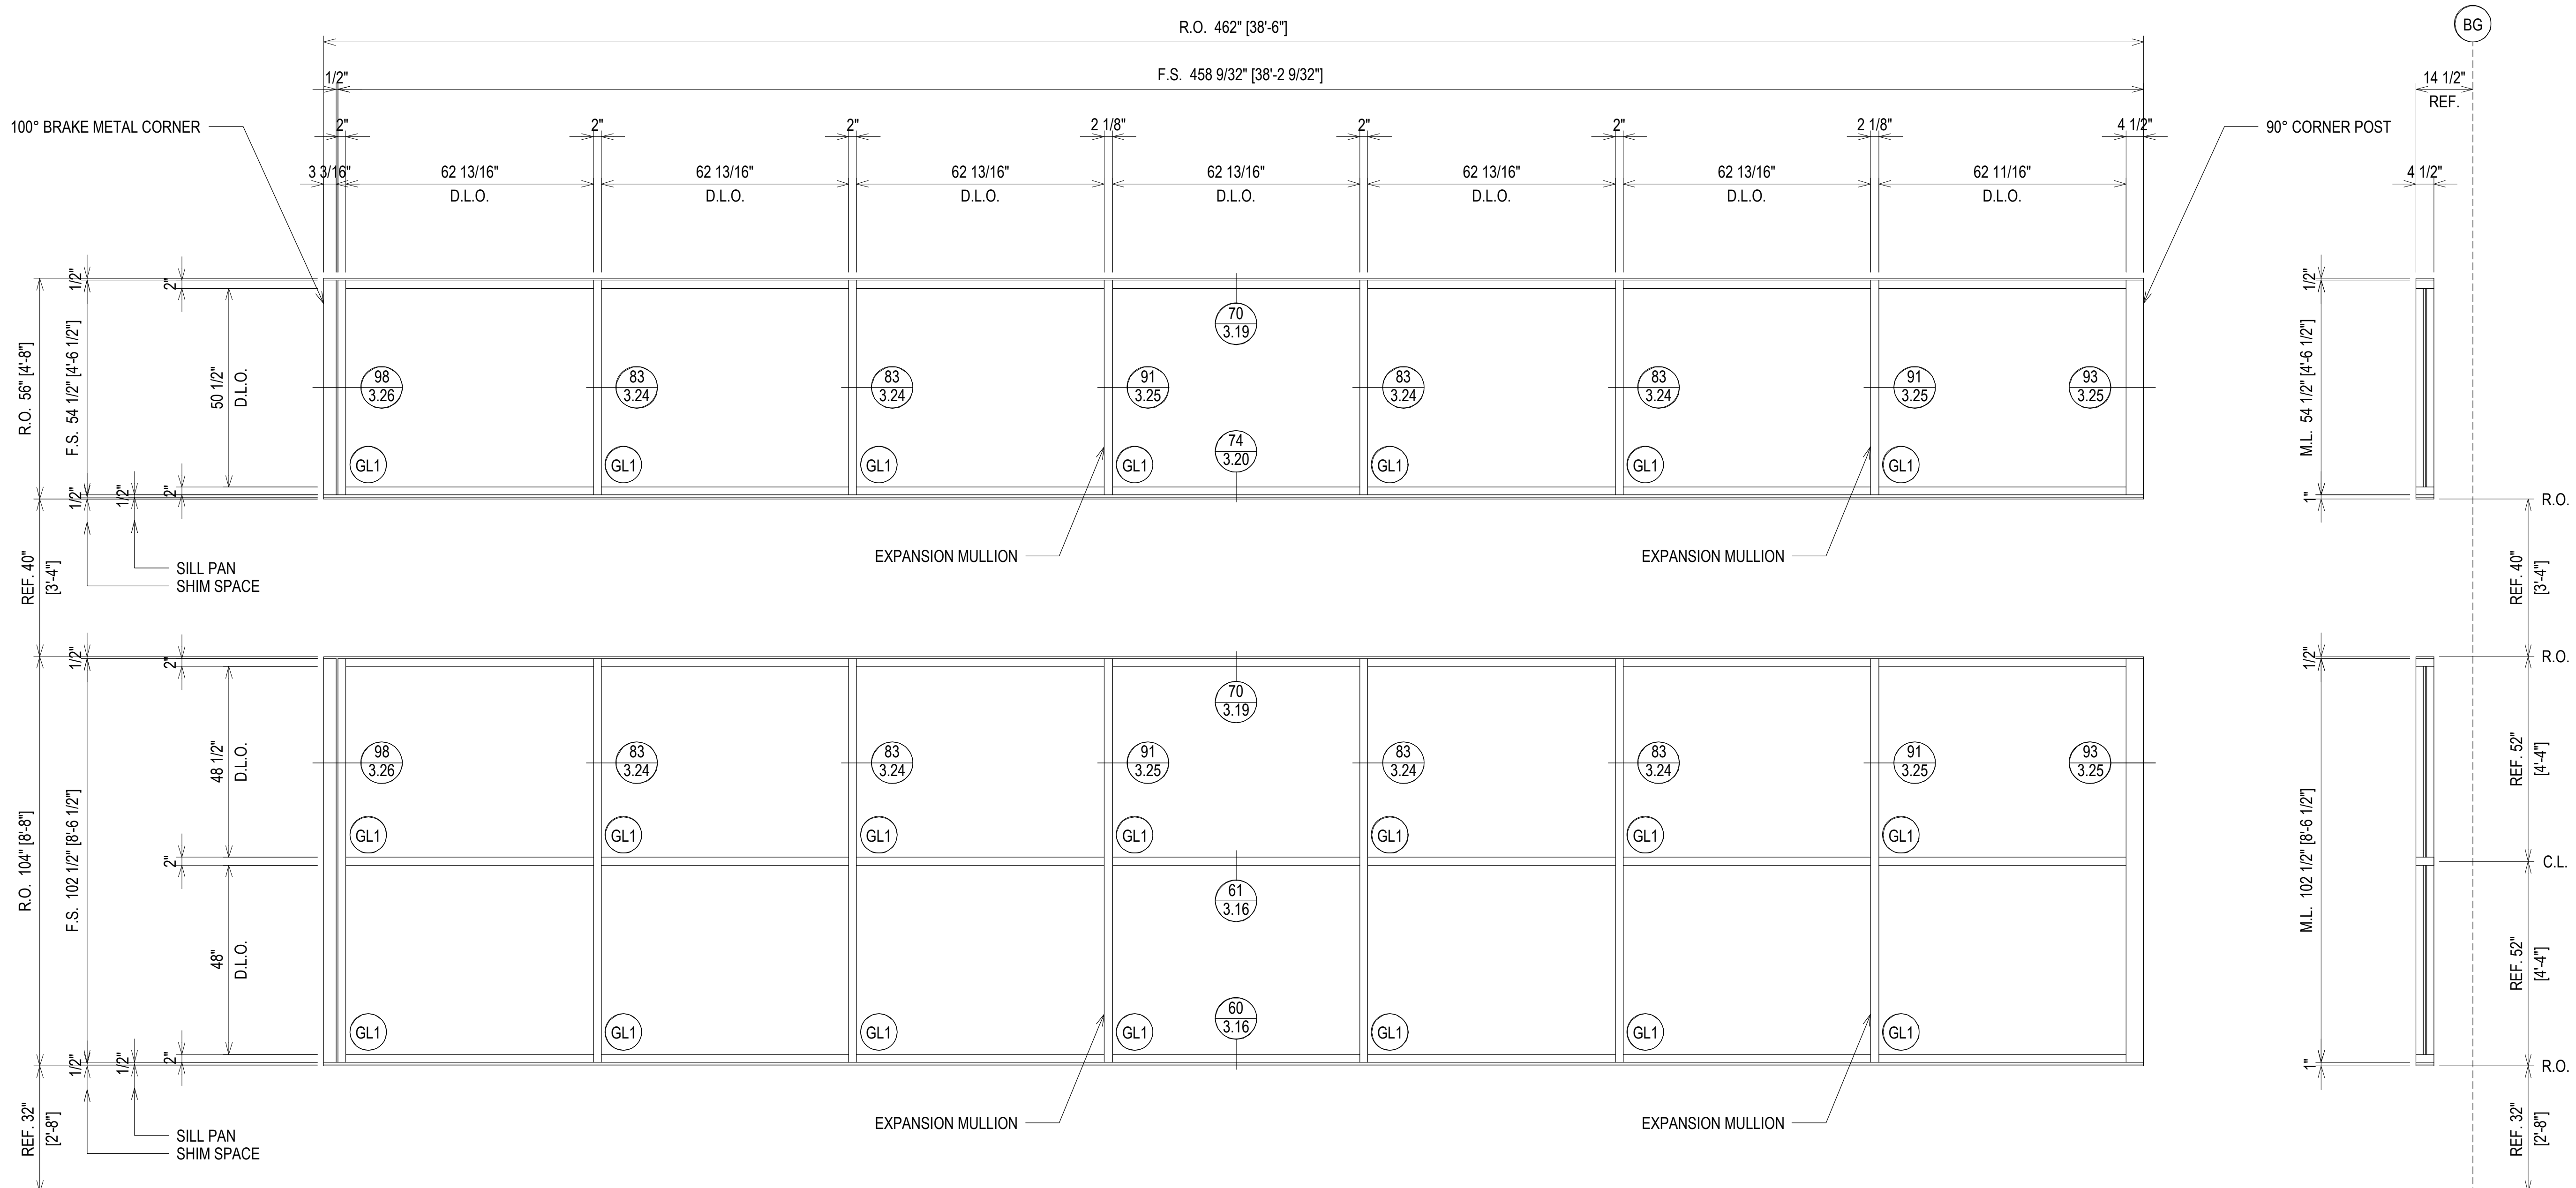 R.O. 462" [38'-6"]
BG
1/2"
F.S. 458 9/32" [38'-2 9/32"]
14 1/2"
REF.
100° BRAKE METAL CORNER
2"
2"
2"
2 1/8"
2"
2"
2 1/8"
4 1/2"
90° CORNER POST
3 3/16"
62 13/16"
D.L.O.
62 13/16"
D.L.O.
62 13/16"
D.L.O.
62 13/16"
D.L.O.
62 13/16"
D.L.O.
62 13/16"
D.L.O.
62 11/16"
D.L.O.
4 1/2"
R.O. 56" [4'-8"]
1/2"
F.S. 54 1/2" [4'-6 1/2"]
1/2"
1/2"
2"
50 1/2"
D.L.O.
2"
70
3.19
98
3.26
83
3.24
83
3.24
91
3.25
83
3.24
83
3.24
91
3.25
93
3.25
74
3.20
GL1
GL1
GL1
GL1
GL1
GL1
GL1
1/2"
M.L. 54 1/2" [4'-6 1/2"]
1"
R.O.
EXPANSION MULLION
EXPANSION MULLION
SILL PAN
SHIM SPACE
REF. 40"
[3'-4"]
REF. 40"
[3'-4"]
R.O. 104" [8'-8"]
1/2"
F.S. 102 1/2" [8'-6 1/2"]
1/2"
1/2"
2"
48 1/2"
D.L.O.
2"
48"
D.L.O.
2"
70
3.19
98
3.26
83
3.24
83
3.24
91
3.25
83
3.24
83
3.24
91
3.25
93
3.25
GL1
GL1
GL1
GL1
GL1
GL1
GL1
61
3.16
60
3.16
GL1
GL1
GL1
GL1
GL1
GL1
GL1
1/2"
M.L. 102 1/2" [8'-6 1/2"]
1"
R.O.
REF. 52"
[4'-4"]
C.L.
REF. 52"
[4'-4"]
R.O.
EXPANSION MULLION
EXPANSION MULLION
SILL PAN
SHIM SPACE
REF. 32"
[2'-8"]
REF. 32"
[2'-8"]